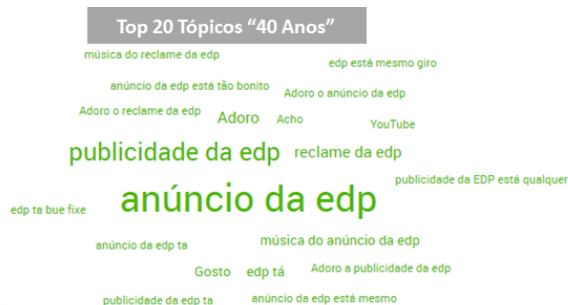 Top 20 Tópicos “40 Anos”
música do reclame da edp
edp está mesmo giro
anúncio da edp está tão bonito
Adoro o anúncio da edp
Adoro o reclame da edp
Adoro
Acho
YouTube
publicidade da edp
reclame da edp
publicidade da EDP está qualquer
anúncio da edp
edp ta bue fixe
anúncio da edp ta
música do anúncio da edp
Gosto
edp tá
Adoro a publicidade da edp
publicidade da edp ta
anúncio da edp está mesmo